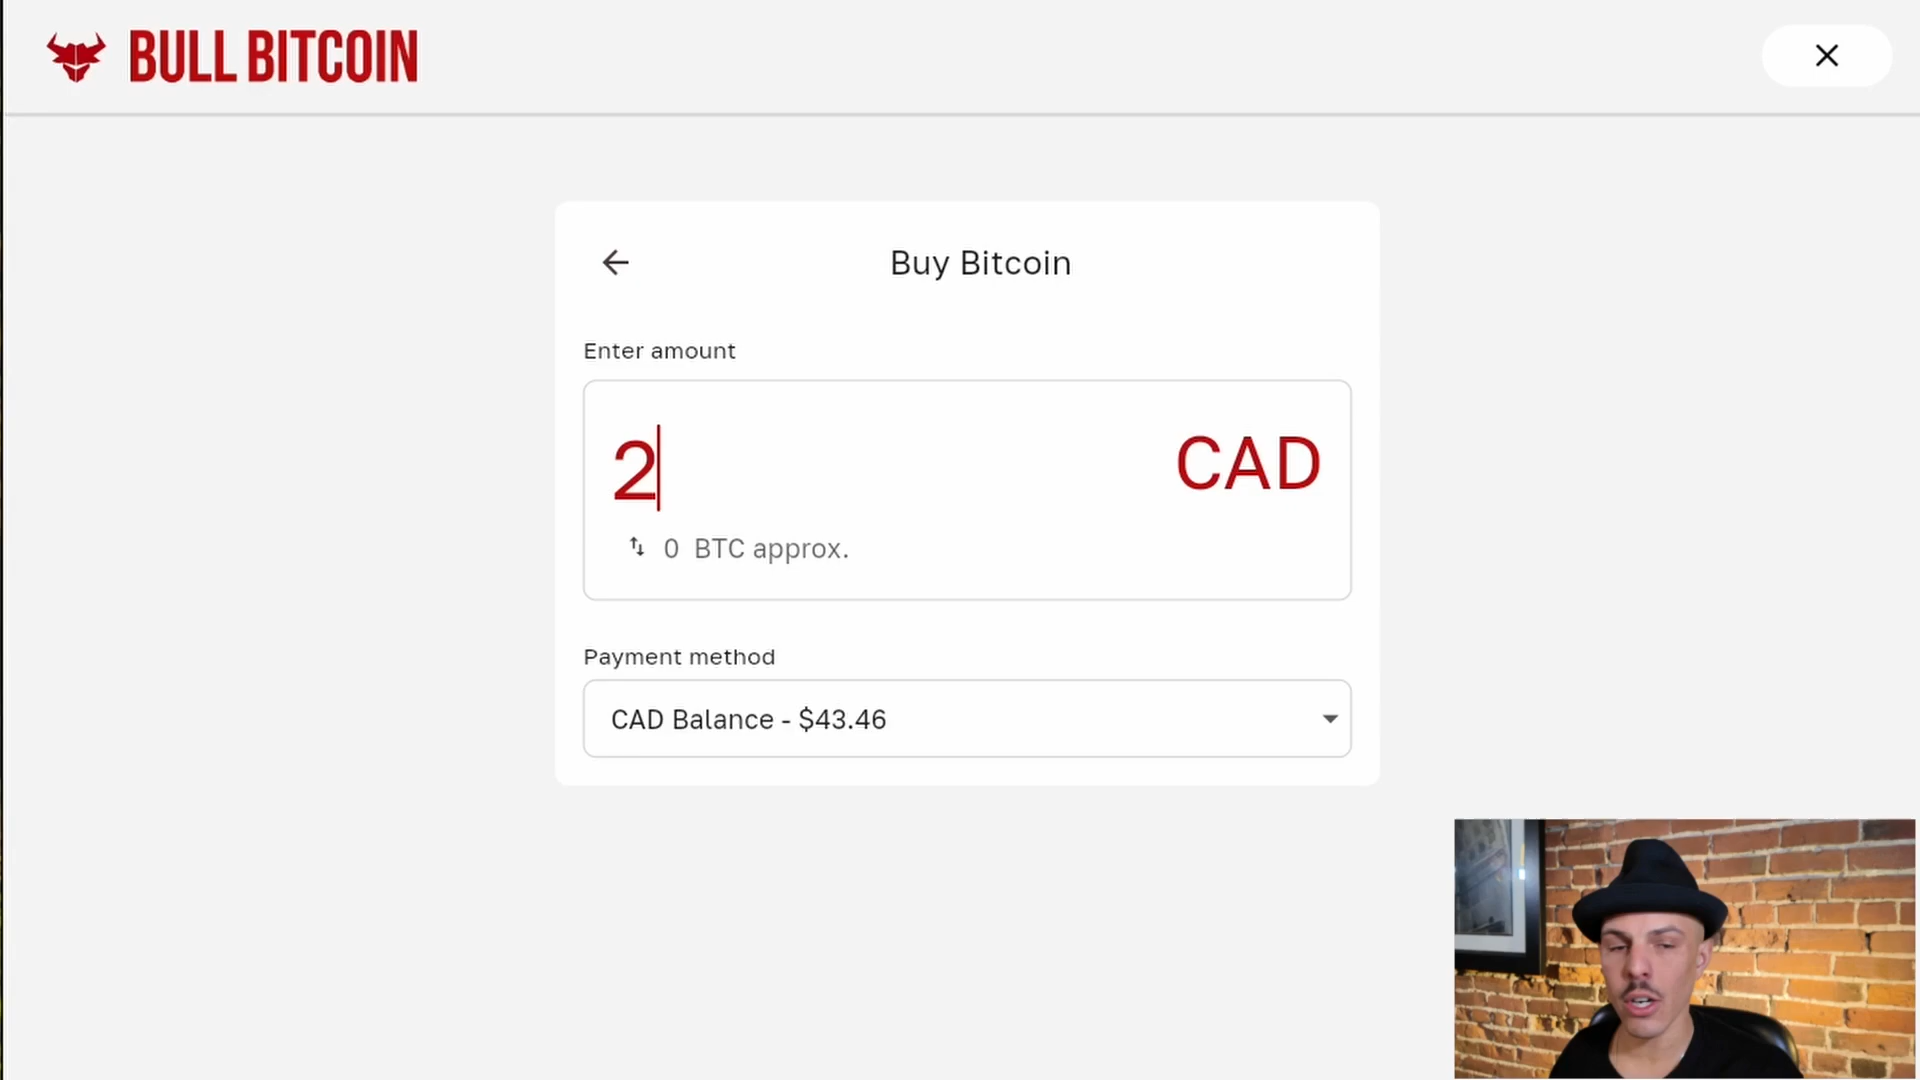 BULL BITCOIN
Buy Bitcoin
Enter amount
2 CAD
0 BTC approx.
Payment method
CAD Balance - $43.46